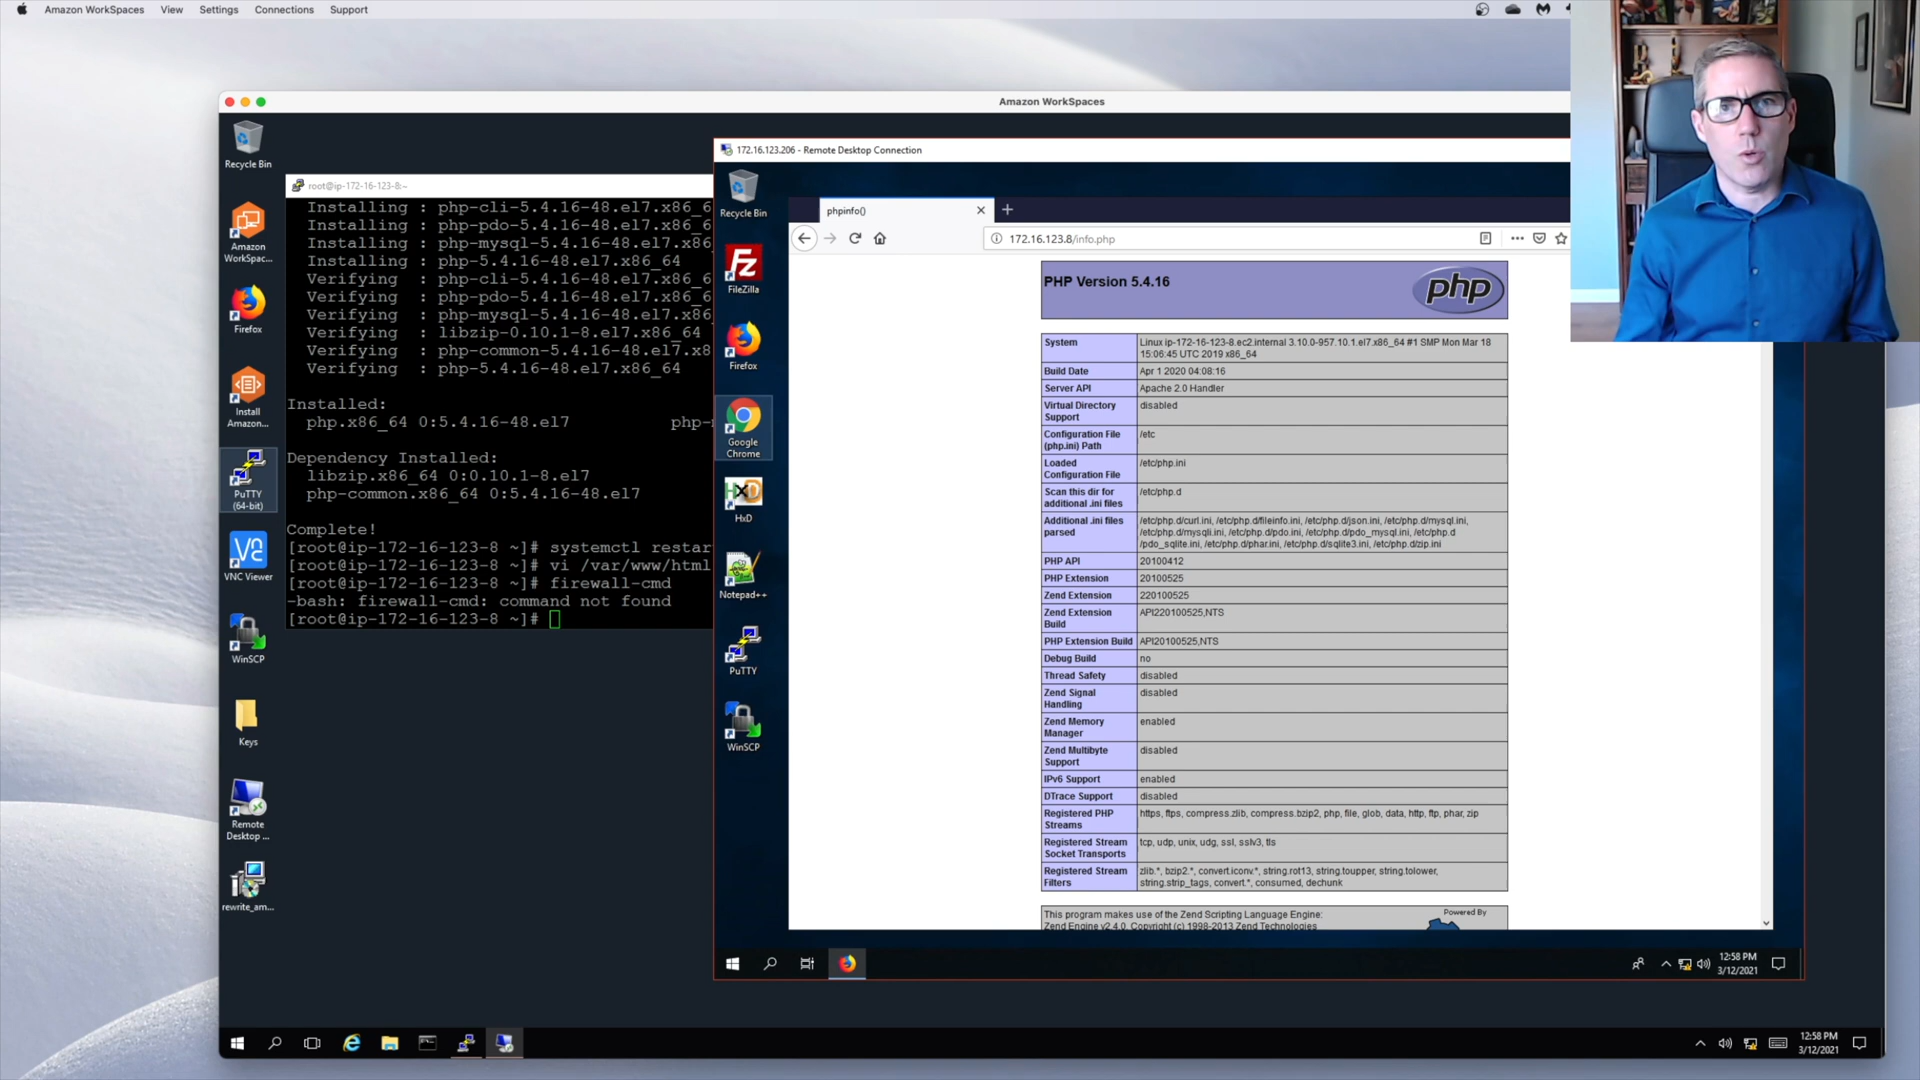 Amazon WorkSpaces View Settings Connections Support
Amazon WorkSpaces
Recycle Bin
Amazon
WorkSpac...
Firefox
Install
Amazon...
PuTTY
(64-bit)
VNC Viewer
WinSCP
Keys
Remote
Desktop ...
rewrite_am...
root@ip-172-16-123-8:~
Installing : php-cli-5.4.16-48.el7.x86_6
Installing : php-pdo-5.4.16-48.el7.x86_6
Installing : php-mysql-5.4.16-48.el7.x86
Installing : php-5.4.16-48.el7.x86_64
Verifying : php-cli-5.4.16-48.el7.x86_6
Verifying : php-pdo-5.4.16-48.el7.x86_6
Verifying : php-mysql-5.4.16-48.el7.x86
Verifying : libzip-0.10.1-8.el7.x86_64
Verifying : php-common-5.4.16-48.el7.x8
Verifying : php-5.4.16-48.el7.x86_64
Installed:
php.x86_64 0:5.4.16-48.el7 php-
Dependency Installed:
libzip.x86_64 0:0.10.1-8.el7
php-common.x86_64 0:5.4.16-48.el7
Complete!
[root@ip-172-16-123-8 ~]# systemctl restar
[root@ip-172-16-123-8 ~]# vi /var/www/html
[root@ip-172-16-123-8 ~]# firewall-cmd
-bash: firewall-cmd: command not found
[root@ip-172-16-123-8 ~]#
172.16.123.206 - Remote Desktop Connection
Recycle Bin
FileZilla
Firefox
Google
Chrome
HxD
Notepad++
PuTTY
WinSCP
phpinfo()
172.16.123.8/info.php
PHP Version 5.4.16
php
System Linux ip-172-16-123-8.ec2.internal 3.10.0-957.10.1.el7.x86_64 #1 SMP Mon Mar 18
15:06:45 UTC 2019 x86_64
Build Date Apr 1 2020 04:08:16
Server API Apache 2.0 Handler
Virtual Directory disabled
Support
Configuration File /etc
(php.ini) Path
Loaded /etc/php.ini
Configuration File
Scan this dir for /etc/php.d
additional .ini files
Additional .ini files /etc/php.d/curl.ini, /etc/php.d/fileinfo.ini, /etc/php.d/json.ini, /etc/php.d/mysql.ini,
parsed /etc/php.d/mysqli.ini, /etc/php.d/pdo.ini, /etc/php.d/pdo_mysql.ini, /etc/php.d
/pdo_sqlite.ini, /etc/php.d/phar.ini, /etc/php.d/sqlite3.ini, /etc/php.d/zip.ini
PHP API 20100412
PHP Extension 20100525
Zend Extension 220100525
Zend Extension API220100525,NTS
Build
PHP Extension Build API20100525,NTS
Debug Build no
Thread Safety disabled
Zend Signal disabled
Handling
Zend Memory enabled
Manager
Zend Multibyte disabled
Support
IPv6 Support enabled
DTrace Support disabled
Registered PHP https, ftps, compress.zlib, compress.bzip2, php, file, glob, data, http, ftp, phar, zip
Streams
Registered Stream tcp, udp, unix, udg, ssl, sslv3, tls
Socket Transports
Registered Stream zlib.*, bzip2.*, convert.iconv.*, string.rot13, string.toupper, string.tolower,
Filters string.strip_tags, convert.*, consumed, dechunk
This program makes use of the Zend Scripting Language Engine: Powered By
Zend Engine v2.4.0, Copyright (c) 1998-2013 Zend Technologies
12:58 PM
3/12/2021
12:58 PM
3/12/2021